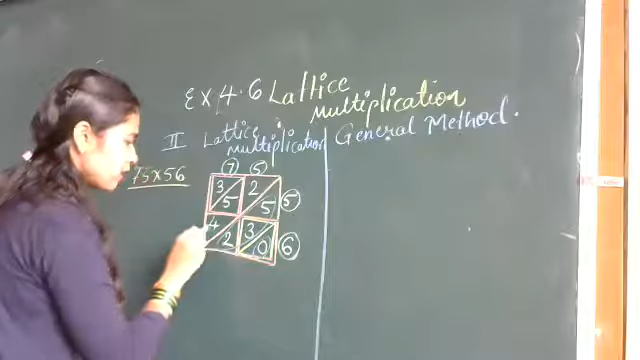 Ex 4.6 Lattice
multiplication
II Lattice
multiplication
General Method.
75×56
7 5
3 5 2 5 5
4 2 3 0 6